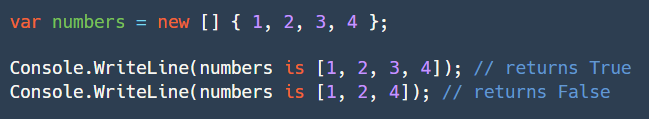 var numbers = new [] { 1, 2, 3, 4 };
Console.WriteLine(numbers is [1, 2, 3, 4]); // returns True
Console.WriteLine(numbers is [1, 2, 4]); // returns False